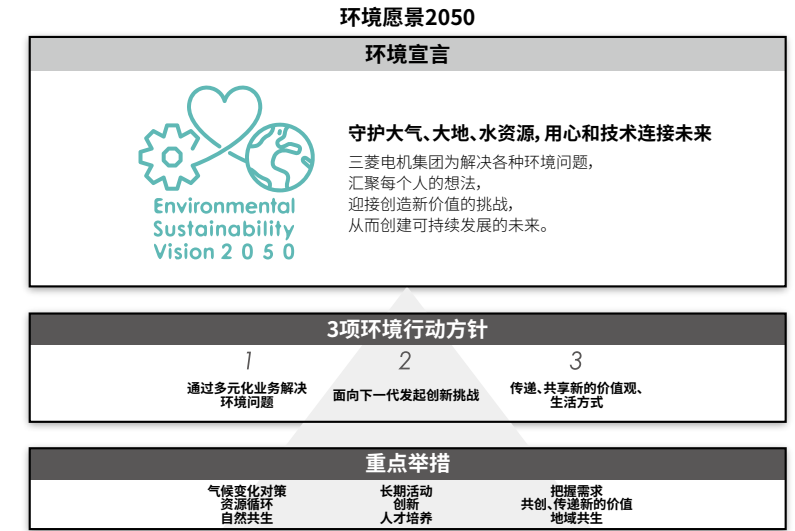 环境愿景2050
环境宣言
Environmental
Sustainability
Vision 2050
守护大气、大地、水资源，用心和技术连接未来
三菱电机集团为解决各种环境问题，
汇聚每个人的想法，
迎接创造新价值的挑战，
从而创建可持续发展的未来。
3项环境行动方针
1
通过多元化业务解决
环境问题
2
面向下一代发起创新挑战
3
传递、共享新的价值观、
生活方式
重点举措
气候变化对策
资源循环
自然共生
长期活动
创新
人才培养
把握需求
共创、传递新的价值
地域共生